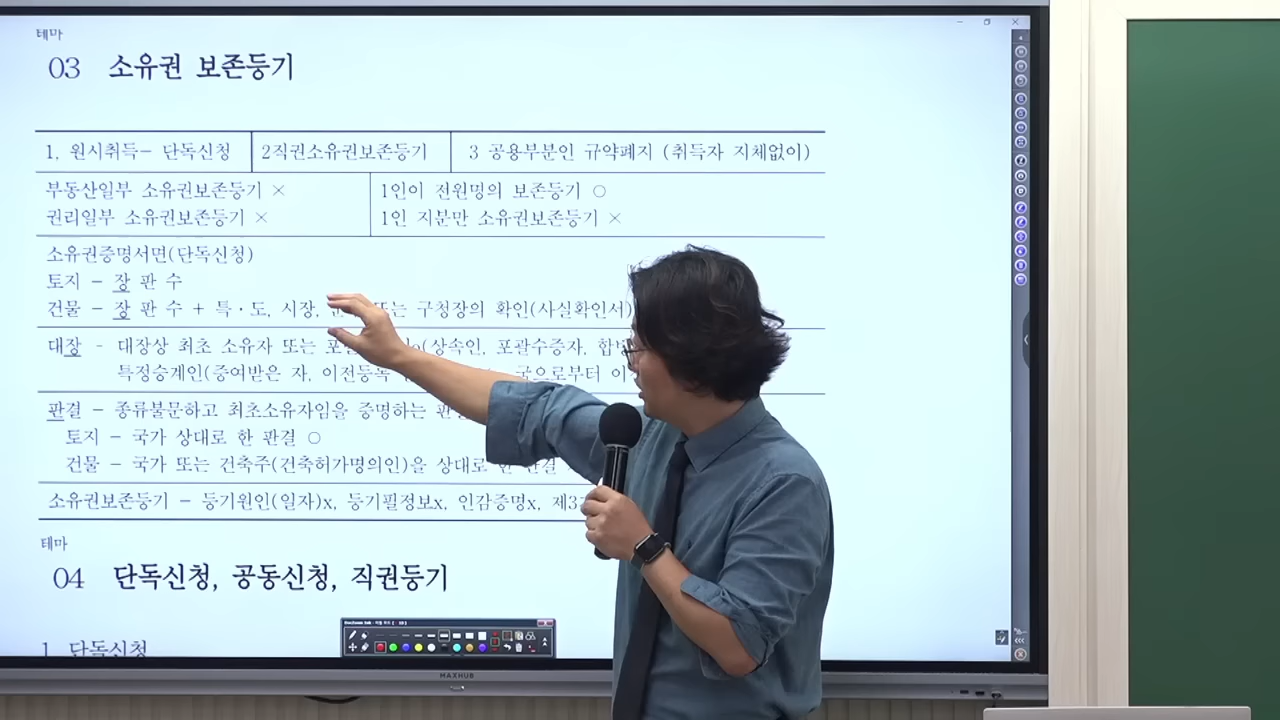 테마
03 소유권 보존등기
1, 원시취득- 단독신청 2직권소유권보존등기 3 공용부분인 규약폐지 (취득자 지체없이)
부동산일부 소유권보존등기 × 1인이 전원명의 보존등기 ○
권리일부 소유권보존등기 × 1인 지분만 소유권보존등기 ×
소유권증명서면(단독신청)
토지 - 장 판 수
건물 - 장 판 수 + 특·도, 시장, 또는 구청장의 확인(사실확인서)
대장 - 대장상 최초 소유자 또는 (상속인, 포괄수증자,
특정승계인(증여받은 자, 이전등록 국으로부터
판결 - 종류불문하고 최초소유자임을 증명하는
토지 - 국가 상대로 한 판결 ○
건물 - 국가 또는 건축주(건축허가명의인)을 상대로 한 판결
소유권보존등기 - 등기원인(일자)x, 등기필정보x, 인감증명x,
테마
04 단독신청, 공동신청, 직권등기
1 단독신청
MAXHUB